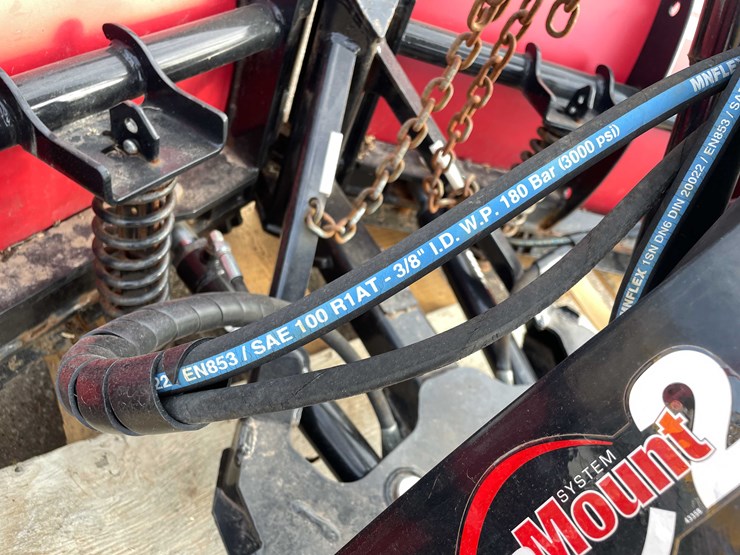 MNFLEX
22 / EN853 / SAE 100 R1AT - 3/8" I.D. W.P. 180 Bar (3000 psi)
MNFLEX 1SN DN6 DIN 20022 / EN853 / SA
SYSTEM
Mount 2
43368